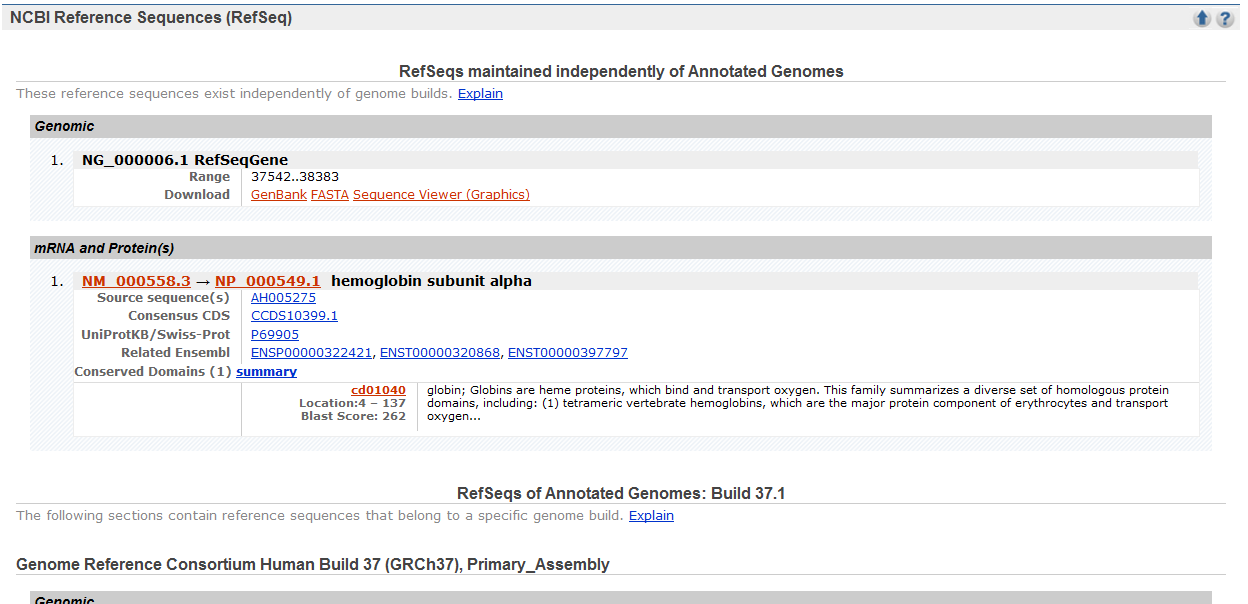 NCBI Reference Sequences (RefSeq)
RefSeqs maintained independently of Annotated Genomes
These reference sequences exist independently of genome builds. Explain
Genomic
1. NG_000006.1 RefSeqGene
Range 37542..38383
Download GenBank FASTA Sequence Viewer (Graphics)
mRNA and Protein(s)
1. NM_000558.3 → NP_000549.1 hemoglobin subunit alpha
Source sequence(s) AH005275
Consensus CDS CCDS10399.1
UniProtKB/Swiss-Prot P69905
Related Ensembl ENSP00000322421, ENST00000320868, ENST00000397797
Conserved Domains (1) summary
cd01040 globin; Globins are heme proteins, which bind and transport oxygen. This family summarizes a diverse set of homologous protein
Location:4 – 137 domains, including: (1) tetrameric vertebrate hemoglobins, which are the major protein component of erythrocytes and transport
Blast Score: 262 oxygen...
RefSeqs of Annotated Genomes: Build 37.1
The following sections contain reference sequences that belong to a specific genome build. Explain
Genome Reference Consortium Human Build 37 (GRCh37), Primary_Assembly
Genomic